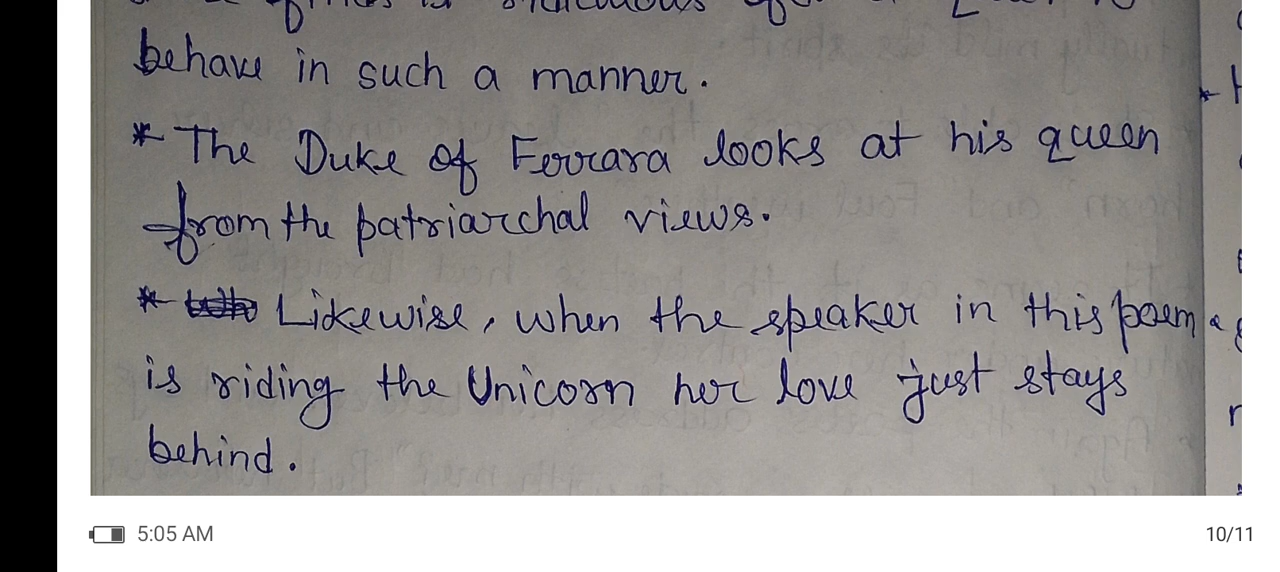 behave in such a manner.
* The Duke of Ferrara looks at his queen
from the patriarchal views.
* Likewise, when the speaker in this poem
is riding the Unicorn her love just stays
behind.
5:05 AM
10/11